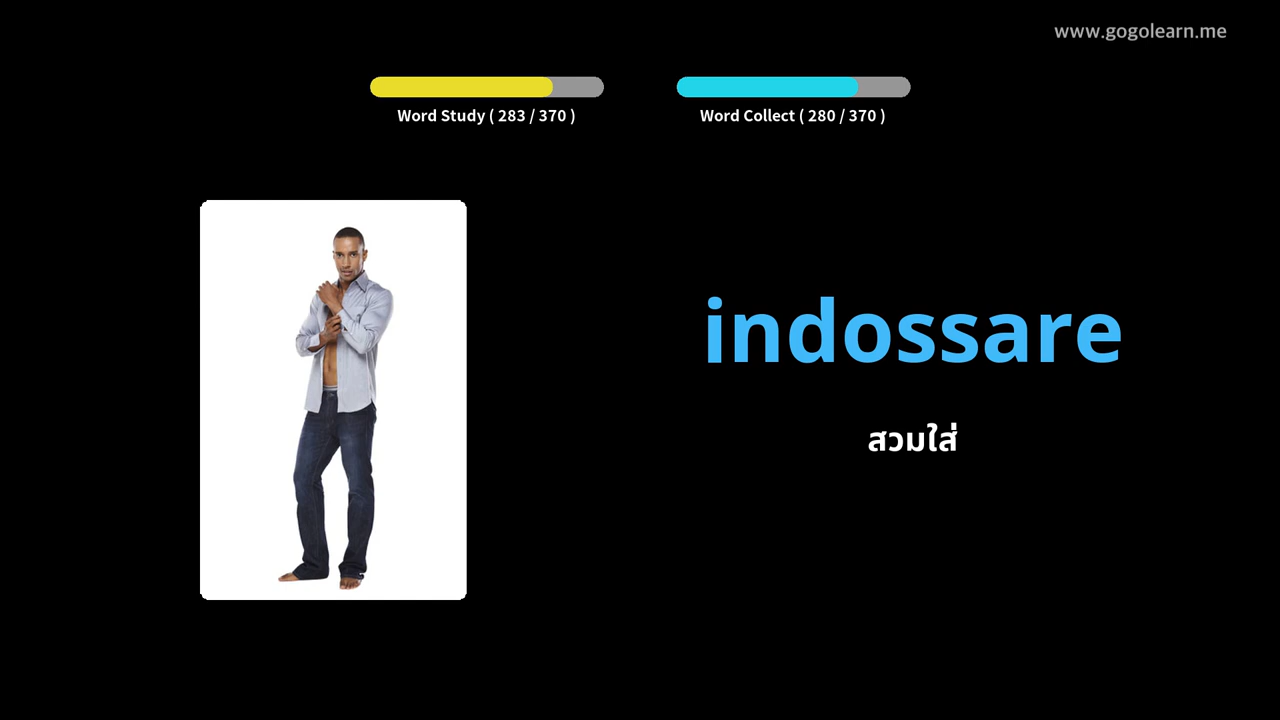 www.gogolearn.me
Word Study ( 283 / 370 )
Word Collect ( 280 / 370 )
indossare
สวมใส่